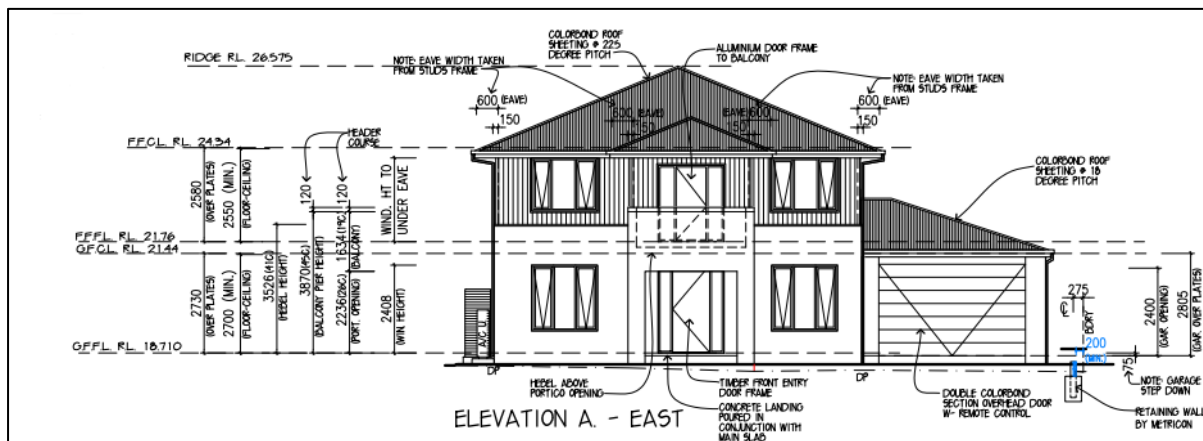 RIDGE RL. 26.575
COLORBOND ROOF
SHEETING @ 22.5
DEGREE PITCH
ALUMINIUM DOOR FRAME
TO BALCONY
NOTE: EAVE WIDTH TAKEN
FROM STUDS FRAME
NOTE: EAVE WIDTH TAKEN
FROM STUDS FRAME
600 (EAVE)
150
600 (EAVE)
(EAVE) 600
150
600 (EAVE)
150
HEADER
COURSE
F.F.C.L. RL. 24.34
2580
(OVER PLATES)
2550 (MIN.)
(FLOOR-CEILING)
120
120
WIND. HT TO
UNDER EAVE
COLORBOND ROOF
SHEETING @ 18
DEGREE PITCH
F.F.F.L. RL. 21.76
G.F.C.L. RL. 21.44
2730
(OVER PLATES)
2700 (MIN.)
(FLOOR-CEILING)
3526 (41C)
(HEBEL HEIGHT)
3870 (45C)
(BALCONY PIER HEIGHT)
2236 (26C)
(PORT. OPENING)
1634 (19C)
(BALCONY)
2408
(WIN. HEIGHT)
G.F.F.L. RL. 18.710
A/C U.
DP
DP
275
BDRY
2400
(CAR OPENING)
2805
(CAR OVER PLATES)
200
(MIN.)
75
NOTE: GARAGE
STEP DOWN
HEBEL ABOVE
PORTICO OPENING
TIMBER FRONT ENTRY
DOOR FRAME
CONCRETE LANDING
POURED IN
CONJUNCTION WITH
MAIN SLAB
DOUBLE COLORBOND
SECTION OVERHEAD DOOR
W- REMOTE CONTROL
RETAINING WALL
BY METRICON
ELEVATION A. - EAST